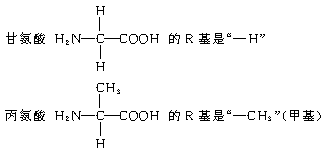 H
甘氨酸 H₂N—C—COOH 的 R 基是“—H”
H
CH₃
丙氨酸 H₂N—C—COOH 的 R 基是“—CH₃”(甲基)
H